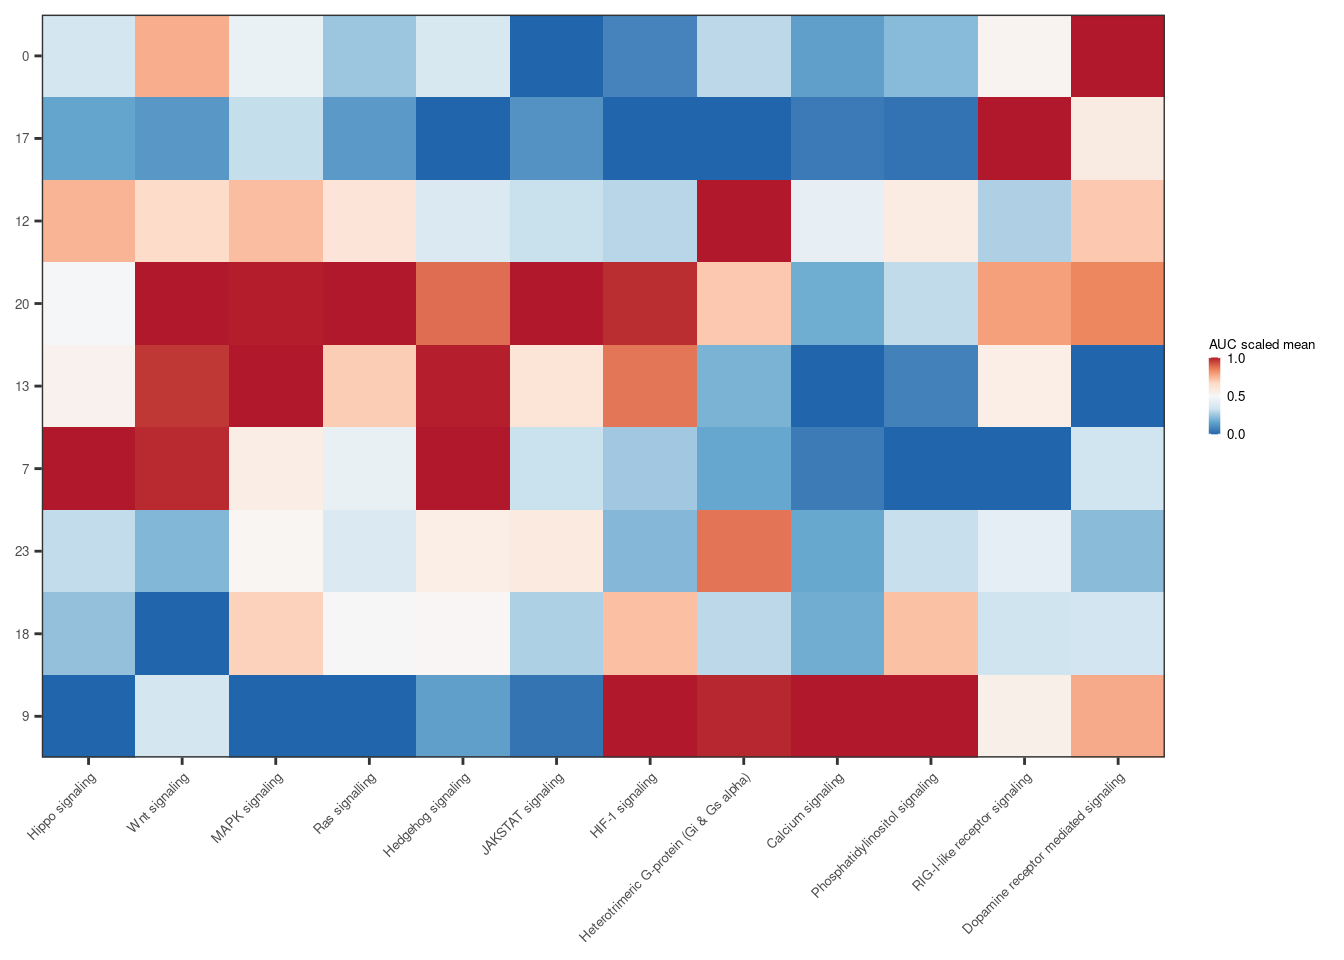 0
17
12
20
13
7
23
18
9
Hippo signaling
Wnt signaling
MAPK signaling
Ras signalling
Hedgehog signaling
JAKSTAT signaling
HIF-1 signaling
Heterotrimeric G-protein (Gi & Gs alpha)
Calcium signaling
Phosphatidylinositol signaling
RIG-I-like receptor signaling
Dopamine receptor mediated signaling
AUC scaled mean
1.0
0.5
0.0